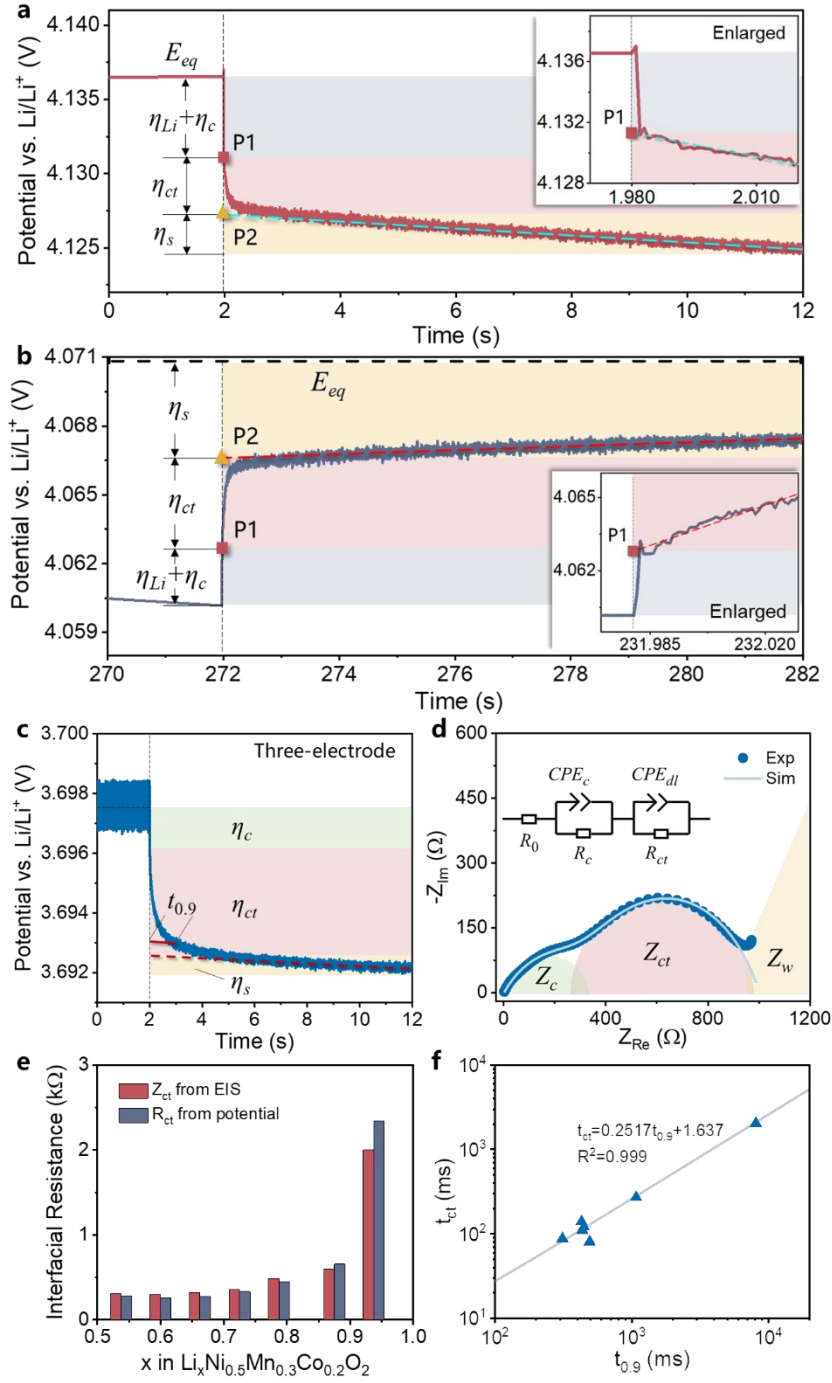 a
4.140
4.135
4.130
4.125
Potential vs. Li/Li⁺ (V)
E_eq
η_Li+η_c
η_ct
η_s
P1
P2
0 2 4 6 8 10 12
Time (s)
Enlarged
4.136
4.132
4.128
P1
1.980 2.010
b
4.071
4.068
4.065
4.062
4.059
Potential vs. Li/Li⁺ (V)
E_eq
η_s
η_ct
η_Li+η_c
P2
P1
270 272 274 276 278 280 282
Time (s)
4.065
4.062
P1
Enlarged
231.985 232.020
c
3.700
3.698
3.696
3.694
3.692
Potential vs. Li/Li⁺ (V)
Three-electrode
η_c
η_ct
t_0.9
η_s
0 2 4 6 8 10 12
Time (s)
d
600
450
300
150
0
-Z_Im (Ω)
Exp
Sim
CPE_c CPE_dl
R_0 R_c R_ct
Z_c Z_ct Z_w
0 400 800 1200
Z_Re (Ω)
e
3
2
1
0
Interfacial Resistance (kΩ)
Z_ct from EIS
R_ct from potential
0.5 0.6 0.7 0.8 0.9 1.0
x in Li_xNi_0.5Mn_0.3Co_0.2O_2
f
10⁴
10³
10²
10¹
t_ct (ms)
t_ct=0.2517t_0.9+1.637
R²=0.999
10² 10³ 10⁴
t_0.9 (ms)